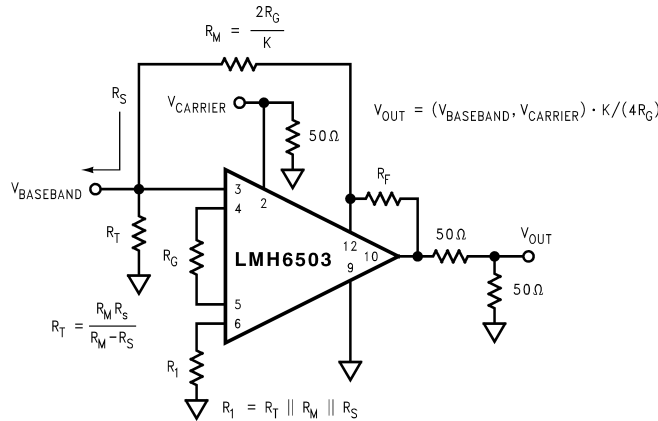 R_M = 2R_G / K
R_S
V_CARRIER
V_OUT = (V_BASEBAND, V_CARRIER) · K/(4R_G)
50Ω
V_BASEBAND
R_F
3
4
2
R_T
R_G
LMH6503
12
10
9
50Ω
V_OUT
50Ω
5
6
R_T = R_M R_s / R_M - R_S
R_1
R_1 = R_T || R_M || R_S